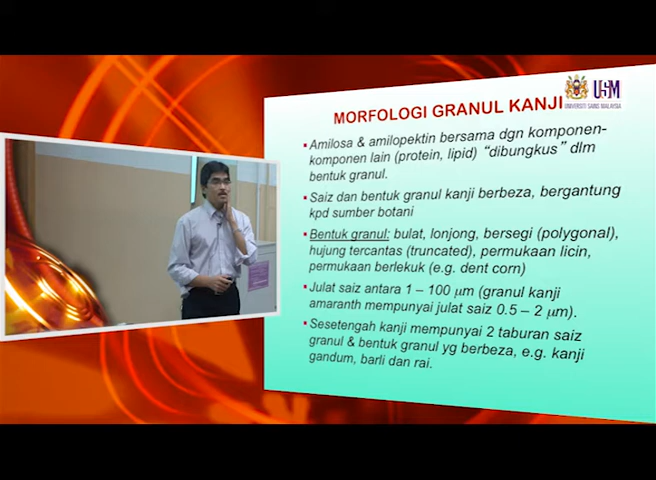 USM
UNIVERSITI SAINS MALAYSIA
MORFOLOGI GRANUL KANJI
▪Amilosa & amilopektin bersama dgn komponen-
komponen lain (protein, lipid) “dibungkus” dlm
bentuk granul.
▪Saiz dan bentuk granul kanji berbeza, bergantung
kpd sumber botani
▪Bentuk granul: bulat, lonjong, bersegi (polygonal),
hujung tercantas (truncated), permukaan licin,
permukaan berlekuk (e.g. dent corn)
▪Julat saiz antara 1 – 100 μm (granul kanji
amaranth mempunyai julat saiz 0.5 – 2 μm).
▪Sesetengah kanji mempunyai 2 taburan saiz
granul & bentuk granul yg berbeza, e.g. kanji
gandum, barli dan rai.